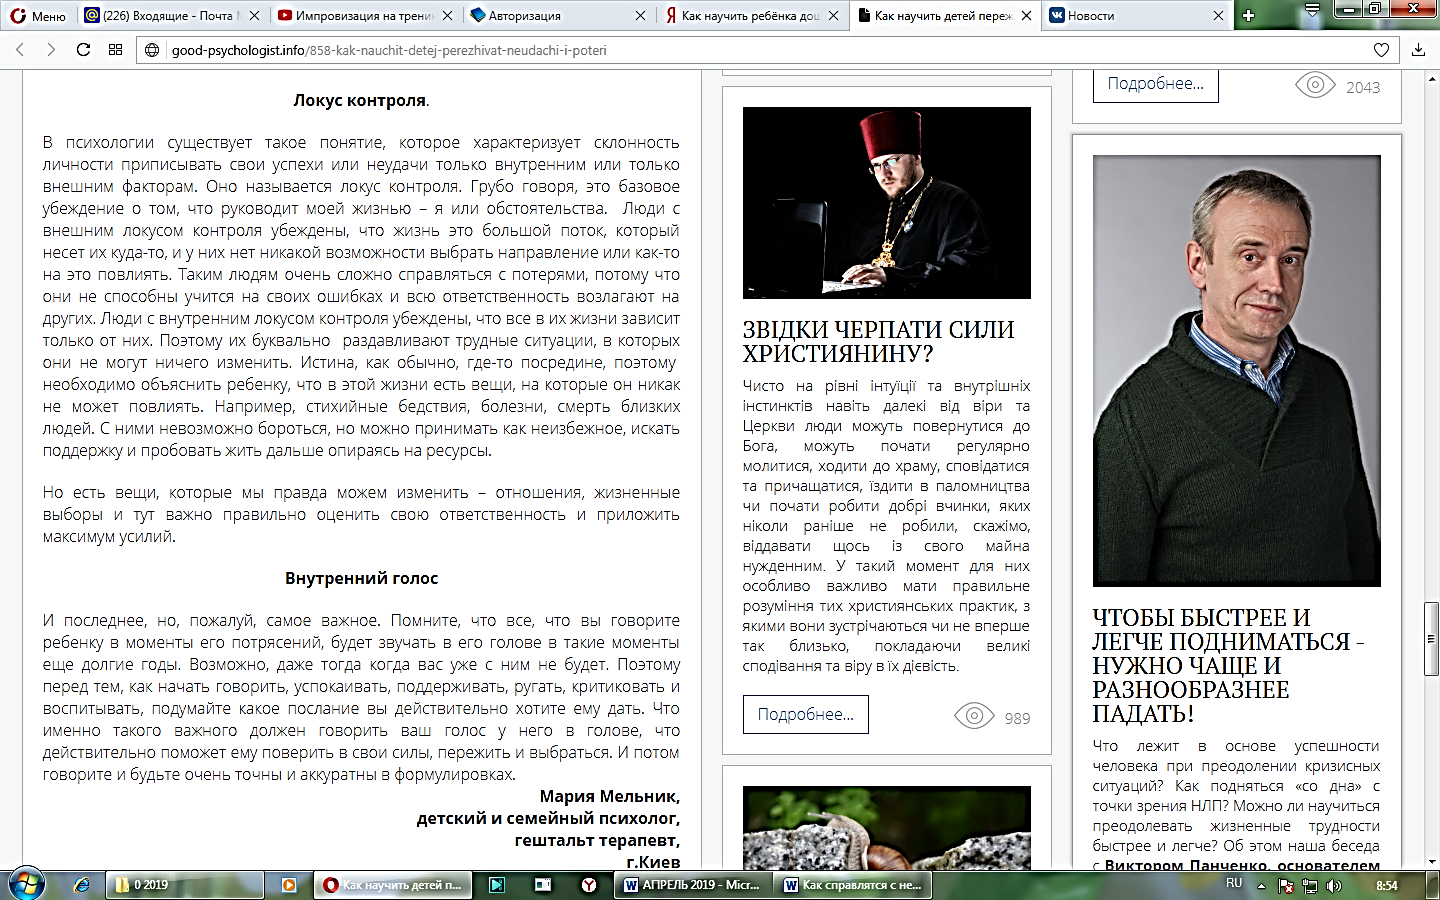 Меню
(226) Входящие - Почта
Импровизация на трени
Авторизация
Как научить ребёнка дош
Как научить детей переж
Новости
good-psychologist.info/858-kak-nauchit-detej-perezhivat-neudachi-i-poteri
Локус контроля.
В психологии существует такое понятие, которое характеризует склонность
личности приписывать свои успехи или неудачи только внутренним или только
внешним факторам. Оно называется локус контроля. Грубо говоря, это базовое
убеждение о том, что руководит моей жизнью – я или обстоятельства. Люди с
внешним локусом контроля убеждены, что жизнь это большой поток, который
несет их куда-то, и у них нет никакой возможности выбрать направление или как-то
на это повлиять. Таким людям очень сложно справляться с потерями, потому что
они не способны учится на своих ошибках и всю ответственность возлагают на
других. Люди с внутренним локусом контроля убеждены, что все в их жизни зависит
только от них. Поэтому их буквально раздавливают трудные ситуации, в которых
они не могут ничего изменить. Истина, как обычно, где-то посредине, поэтому
необходимо объяснить ребенку, что в этой жизни есть вещи, на которые он никак
не может повлиять. Например, стихийные бедствия, болезни, смерть близких
людей. С ними невозможно бороться, но можно принимать как неизбежное, искать
поддержку и пробовать жить дальше опираясь на ресурсы.
Но есть вещи, которые мы правда можем изменить – отношения, жизненные
выборы и тут важно правильно оценить свою ответственность и приложить
максимум усилий.
Внутренний голос
И последнее, но, пожалуй, самое важное. Помните, что все, что вы говорите
ребенку в моменты его потрясений, будет звучать в его голове в такие моменты
еще долгие годы. Возможно, даже тогда когда вас уже с ним не будет. Поэтому
перед тем, как начать говорить, успокаивать, поддерживать, ругать, критиковать и
воспитывать, подумайте какое послание вы действительно хотите ему дать. Что
именно такого важного должен говорить ваш голос у него в голове, что
действительно поможет ему поверить в свои силы, пережить и выбраться. И потом
говорите и будьте очень точны и аккуратны в формулировках.
Мария Мельник,
детский и семейный психолог,
гештальт терапевт,
г.Киев
ЗВІДКИ ЧЕРПАТИ СИЛИ
ХРИСТИЯНИНУ?
Чисто на рівні інтуїції та внутрішніх
інстинктів навіть далекі від віри та
Церкви люди можуть повернутися до
Бога, можуть почати регулярно
молитися, ходити до храму, сповідатися
та причащатися, їздити в паломництва
чи почати робити добрі вчинки, яких
ніколи раніше не робили, скажімо,
віддавати щось із свого майна
нужденним. У такий момент для них
особливо важливо мати правильне
розуміння тих християнських практик, з
якими вони зустрічаються чи не вперше
так близько, покладаючи великі
сподівання та віру в їх дієвість.
Подробнее...
989
Подробнее...
2043
ЧТОБЫ БЫСТРЕЕ И
ЛЕГЧЕ ПОДНИМАТЬСЯ -
НУЖНО ЧАЩЕ И
РАЗНООБРАЗНЕЕ
ПАДАТЬ!
Что лежит в основе успешности
человека при преодолении кризисных
ситуаций? Как подняться «со дна» с
точки зрения НЛП? Можно ли научиться
преодолевать жизненные трудности
быстрее и легче? Об этом наша беседа
с Виктором Панченко, основателем
0 2019
Как научить детей п...
АПРЕЛЬ 2019 - Micr...
Как справлятся с не...
RU
8:54